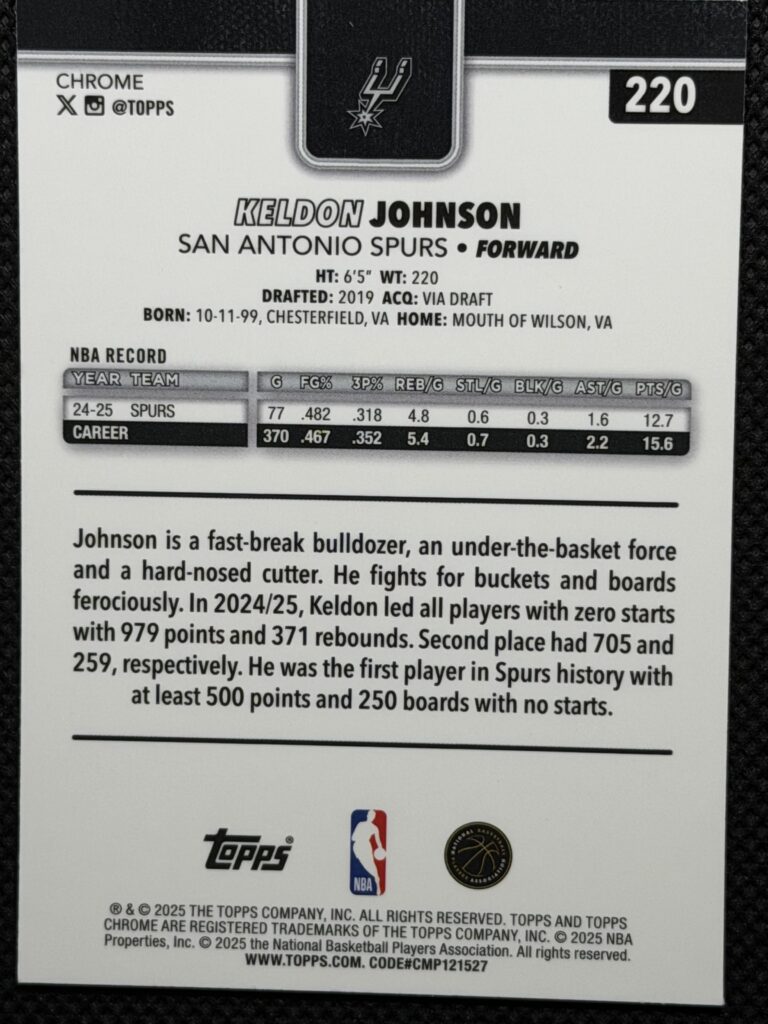 CHROME
@TOPPS
220
KELDON JOHNSON
SAN ANTONIO SPURS • FORWARD
HT: 6'5" WT: 220
DRAFTED: 2019 ACQ: VIA DRAFT
BORN: 10-11-99, CHESTERFIELD, VA HOME: MOUTH OF WILSON, VA
NBA RECORD
YEAR TEAM G FG% 3P% REB/G STL/G BLK/G AST/G PTS/G
24-25 SPURS 77 .482 .318 4.8 0.6 0.3 1.6 12.7
CAREER 370 .467 .352 5.4 0.7 0.3 2.2 15.6
Johnson is a fast-break bulldozer, an under-the-basket force
and a hard-nosed cutter. He fights for buckets and boards
ferociously. In 2024/25, Keldon led all players with zero starts
with 979 points and 371 rebounds. Second place had 705 and
259, respectively. He was the first player in Spurs history with
at least 500 points and 250 boards with no starts.
topps®
NBA
NATIONAL BASKETBALL PLAYERS ASSOCIATION
® & © 2025 THE TOPPS COMPANY, INC. ALL RIGHTS RESERVED. TOPPS AND TOPPS
CHROME ARE REGISTERED TRADEMARKS OF THE TOPPS COMPANY, INC. © 2025 NBA
Properties, Inc. © 2025 the National Basketball Players Association. All rights reserved.
WWW.TOPPS.COM. CODE#CMP121527